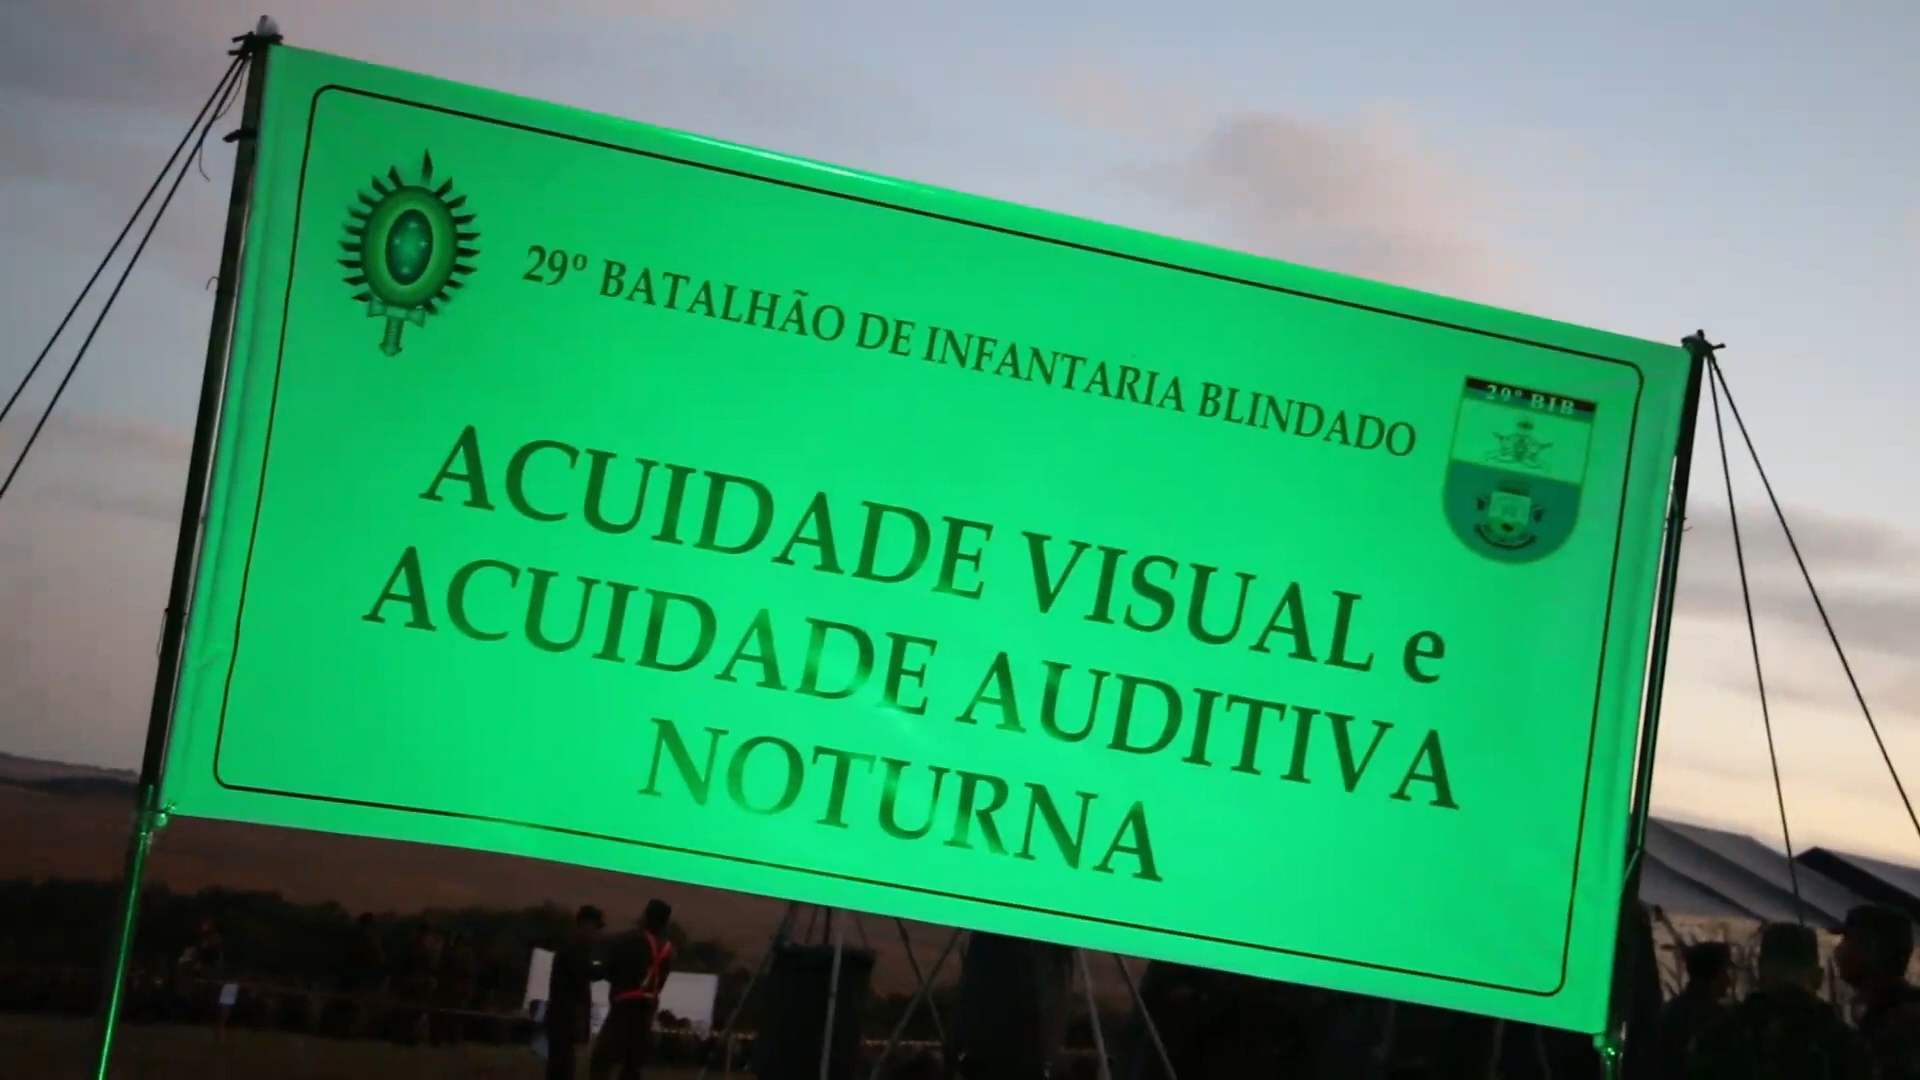 29º BATALHÃO DE INFANTARIA BLINDADO
29º BIB
ACUIDADE VISUAL e
ACUIDADE AUDITIVA
NOTURNA